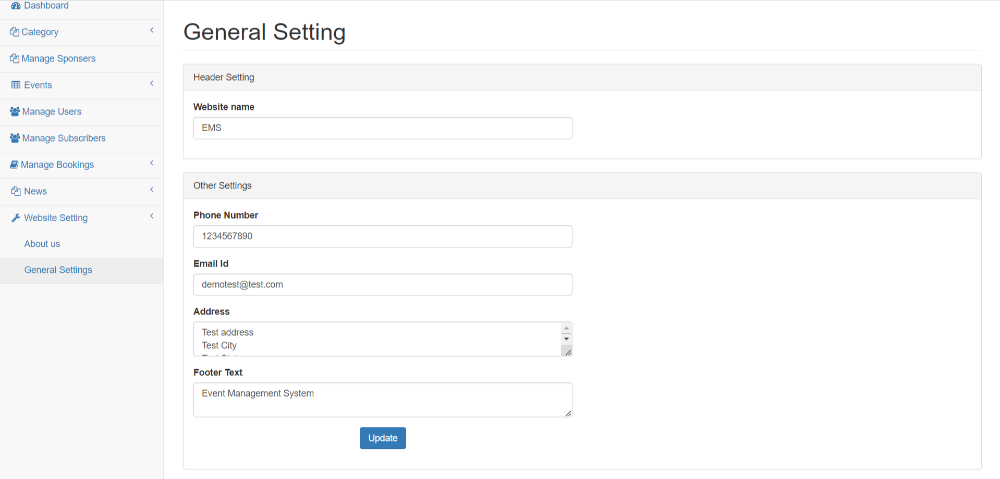 Dashboard
Category
Manage Sponsers
Events
Manage Users
Manage Subscribers
Manage Bookings
News
Website Setting
About us
General Settings
General Setting
Header Setting
Website name
EMS
Other Settings
Phone Number
1234567890
Email Id
demotest@test.com
Address
Test address
Test City
Footer Text
Event Management System
Update